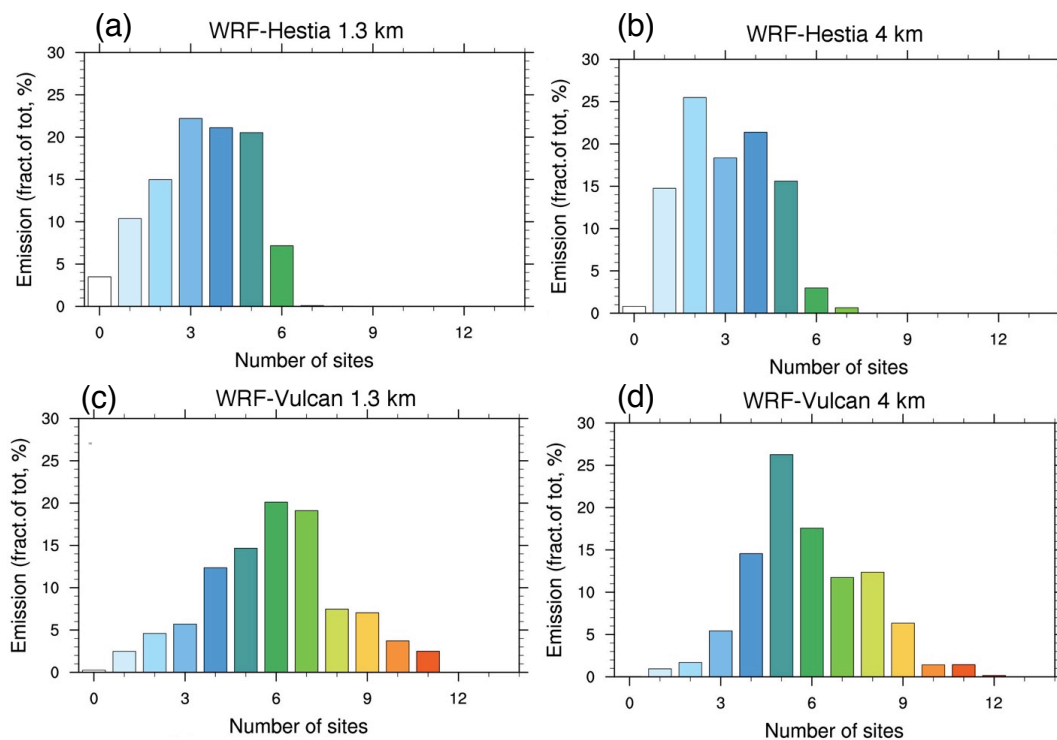 (a)
WRF-Hestia 1.3 km
30
25
20
15
10
5
0
Emission (fract.of tot, %)
0 3 6 9 12
Number of sites
(b)
WRF-Hestia 4 km
30
25
20
15
10
5
0
Emission (fract.of tot, %)
0 3 6 9 12
Number of sites
(c)
WRF-Vulcan 1.3 km
30
25
20
15
10
5
0
Emission (fract.of tot, %)
0 3 6 9 12
Number of sites
(d)
WRF-Vulcan 4 km
30
25
20
15
10
5
0
Emission (fract.of tot, %)
0 3 6 9 12
Number of sites